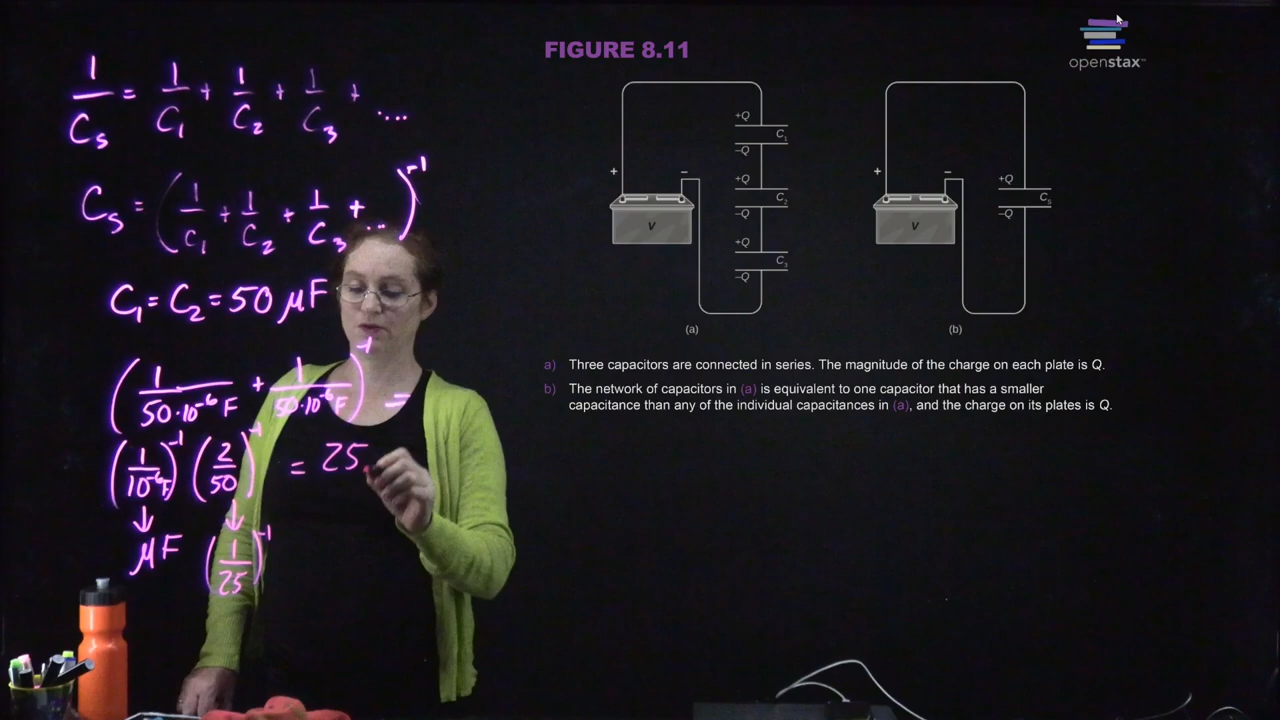 1/Cs = 1/C1 + 1/C2 + 1/C3 + ...
Cs = (1/C1 + 1/C2 + 1/C3 + ...)^-1
C1 = C2 = 50 μF
(1/50·10^-6 F + 1/50·10^-6 F)^-1 =
(1/10^-6 F)^-1 (2/50)^-1 = 25
↓ ↓
μF (1/25)^-1
FIGURE 8.11
openstax™
+Q
C1
−Q
+ −
+Q
C2
−Q
V
+Q
C3
−Q
(a)
+ −
+Q
Cs
−Q
V
(b)
a) Three capacitors are connected in series. The magnitude of the charge on each plate is Q.
b) The network of capacitors in (a) is equivalent to one capacitor that has a smaller
capacitance than any of the individual capacitances in (a), and the charge on its plates is Q.